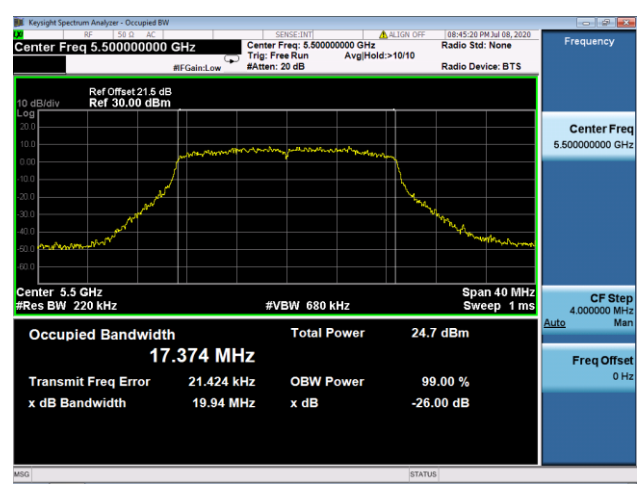 Keysight Spectrum Analyzer - Occupied BW
RF 50 Ω AC SENSE:INT ALIGN OFF 08:45:20 PM Jul 08, 2020
Center Freq 5.500000000 GHz
Center Freq: 5.500000000 GHz
Radio Std: None
Trig: Free Run Avg|Hold:>10/10
#IFGain:Low #Atten: 20 dB Radio Device: BTS
Ref Offset 21.5 dB
10 dB/div Ref 30.00 dBm
Log
20.0
10.0
0.00
-10.0
-20.0
-30.0
-40.0
-50.0
-60.0
Center 5.5 GHz Span 40 MHz
#Res BW 220 kHz #VBW 680 kHz Sweep 1 ms
Occupied Bandwidth Total Power 24.7 dBm
17.374 MHz
Transmit Freq Error 21.424 kHz OBW Power 99.00 %
x dB Bandwidth 19.94 MHz x dB -26.00 dB
MSG STATUS
Frequency
Center Freq
5.500000000 GHz
CF Step
4.000000 MHz
Auto Man
Freq Offset
0 Hz